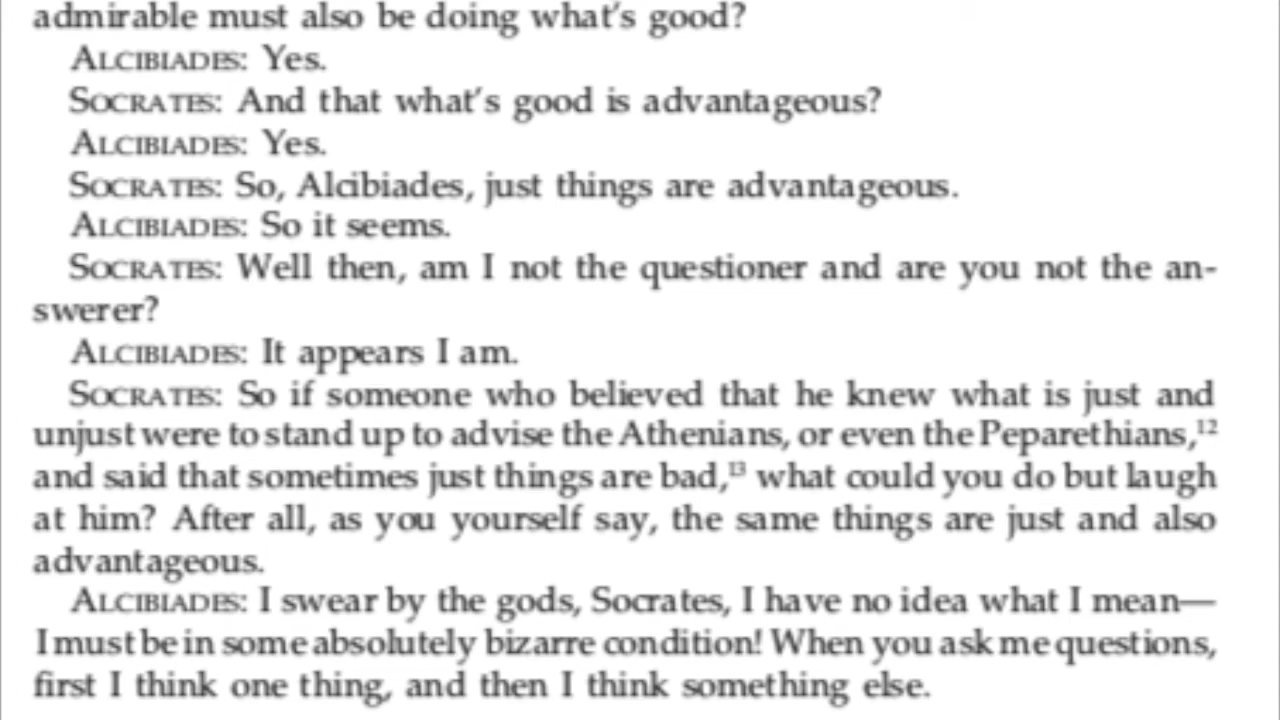 admirable must also be doing what's good?
ALCIBIADES: Yes.
SOCRATES: And that what's good is advantageous?
ALCIBIADES: Yes.
SOCRATES: So, Alcibiades, just things are advantageous.
ALCIBIADES: So it seems.
SOCRATES: Well then, am I not the questioner and are you not the an-
swerer?
ALCIBIADES: It appears I am.
SOCRATES: So if someone who believed that he knew what is just and
unjust were to stand up to advise the Athenians, or even the Peparethians,¹²
and said that sometimes just things are bad,¹³ what could you do but laugh
at him? After all, as you yourself say, the same things are just and also
advantageous.
ALCIBIADES: I swear by the gods, Socrates, I have no idea what I mean—
I must be in some absolutely bizarre condition! When you ask me questions,
first I think one thing, and then I think something else.